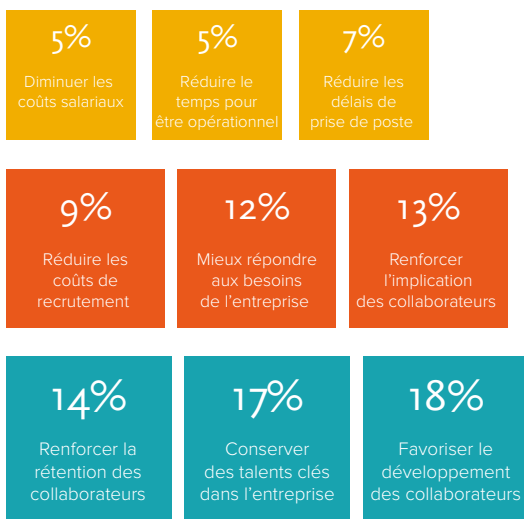 5%
Diminuer les
coûts salariaux
5%
Réduire le
temps pour
être opérationnel
7%
Réduire les
délais de
prise de poste
9%
Réduire les
coûts de
recrutement
12%
Mieux répondre
aux besoins
de l'entreprise
13%
Renforcer
l'implication
des collaborateurs
14%
Renforcer la
rétention des
collaborateurs
17%
Conserver
des talents clés
dans l'entreprise
18%
Favoriser le
développement
des collaborateurs